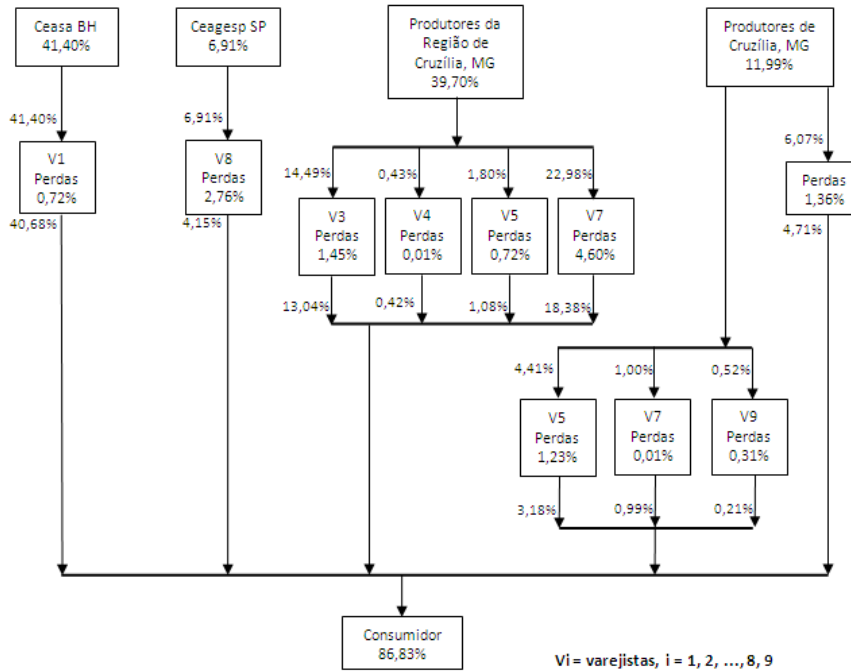 Ceasa BH
41,40%
Ceagesp SP
6,91%
Produtores da
Região de
Cruzília, MG
39,70%
Produtores de
Cruzília, MG
11,99%
41,40%
6,91%
6,07%
V1
Perdas
0,72%
V8
Perdas
2,76%
14,49%
0,43%
1,80%
22,98%
Perdas
1,36%
40,68%
4,15%
V3
Perdas
1,45%
V4
Perdas
0,01%
V5
Perdas
0,72%
V7
Perdas
4,60%
4,71%
13,04%
0,42%
1,08%
18,38%
4,41%
1,00%
0,52%
V5
Perdas
1,23%
V7
Perdas
0,01%
V9
Perdas
0,31%
3,18%
0,99%
0,21%
Consumidor
86,83%
Vi = varejistas, i = 1, 2, ...,8, 9